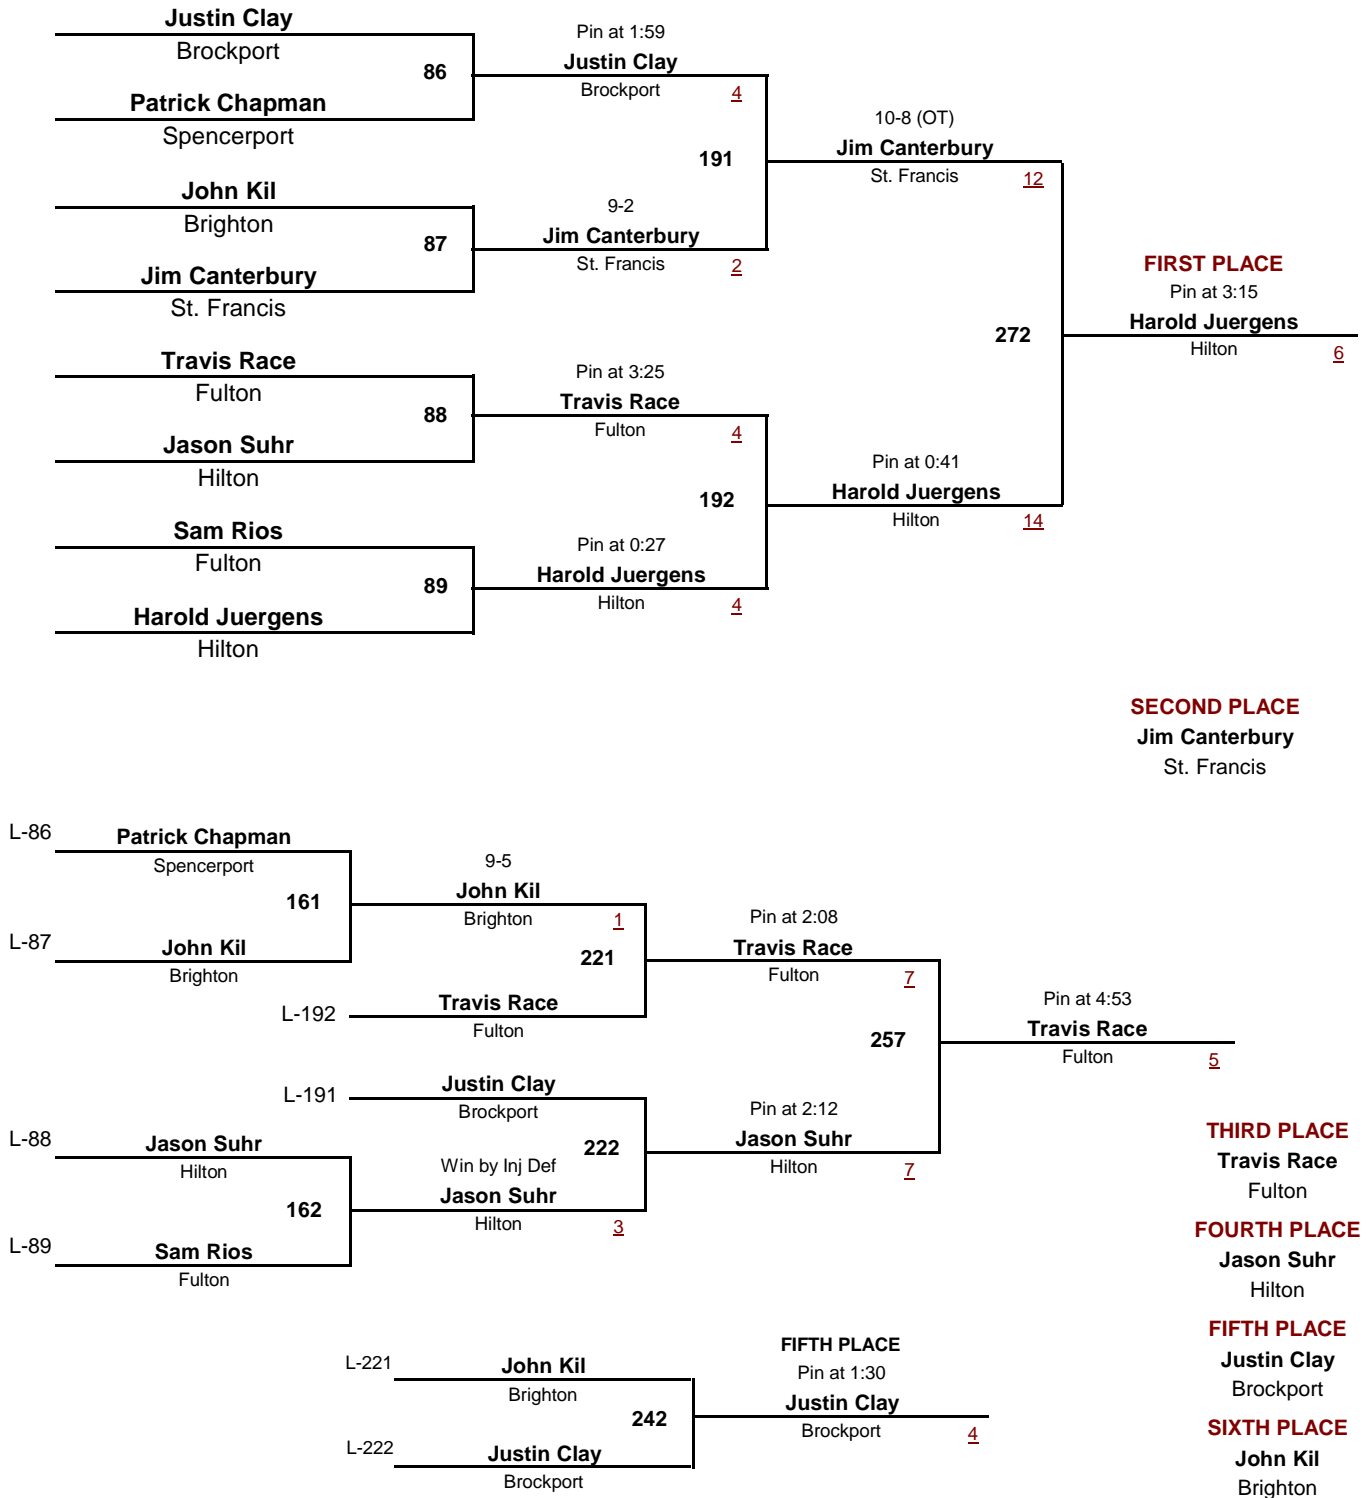 Justin Clay
Brockport
86
Patrick Chapman
Spencerport
John Kil
Brighton
87
Jim Canterbury
St. Francis
Travis Race
Fulton
88
Jason Suhr
Hilton
Sam Rios
Fulton
89
Harold Juergens
Hilton
Pin at 1:59
Justin Clay
Brockport
4
191
9-2
Jim Canterbury
St. Francis
2
Pin at 3:25
Travis Race
Fulton
4
192
Pin at 0:27
Harold Juergens
Hilton
4
10-8 (OT)
Jim Canterbury
St. Francis
12
272
Pin at 0:41
Harold Juergens
Hilton
14
FIRST PLACE
Pin at 3:15
Harold Juergens
Hilton
6
SECOND PLACE
Jim Canterbury
St. Francis
L-86
Patrick Chapman
Spencerport
161
L-87
John Kil
Brighton
9-5
John Kil
Brighton
1
221
L-192
Travis Race
Fulton
L-191
Justin Clay
Brockport
222
L-88
Jason Suhr
Hilton
162
L-89
Sam Rios
Fulton
Win by Inj Def
Jason Suhr
Hilton
3
Pin at 2:08
Travis Race
Fulton
7
257
Pin at 2:12
Jason Suhr
Hilton
7
Pin at 4:53
Travis Race
Fulton
5
THIRD PLACE
Travis Race
Fulton
FOURTH PLACE
Jason Suhr
Hilton
FIFTH PLACE
Justin Clay
Brockport
SIXTH PLACE
John Kil
Brighton
L-221
John Kil
Brighton
242
L-222
Justin Clay
Brockport
FIFTH PLACE
Pin at 1:30
Justin Clay
Brockport
4